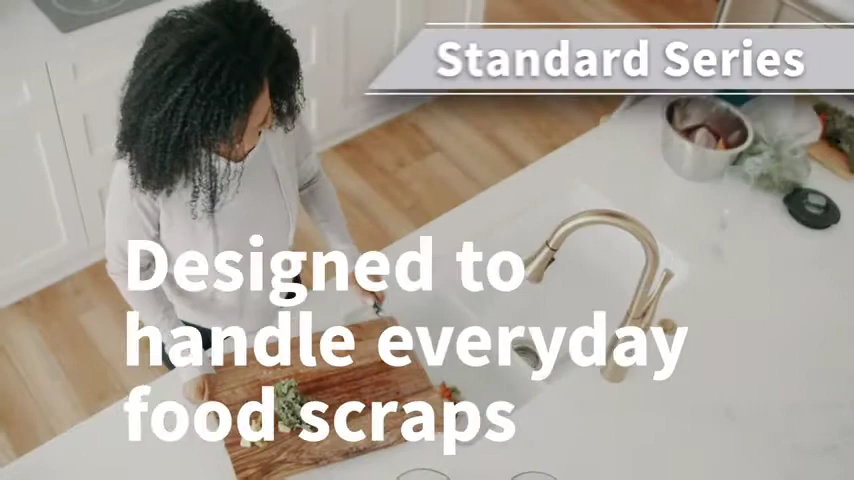 Standard Series
Designed to
handle everyday
food scraps